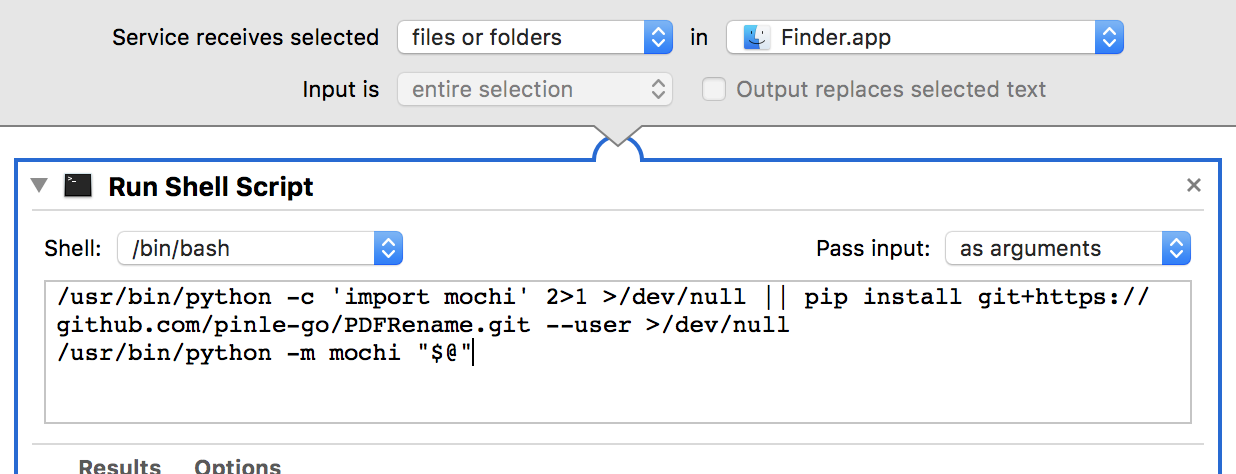 Service receives selected files or folders in Finder.app
Input is entire selection Output replaces selected text
Run Shell Script
Shell: /bin/bash Pass input: as arguments
/usr/bin/python -c 'import mochi' 2>1 >/dev/null || pip install git+https://
github.com/pinle-go/PDFRename.git --user >/dev/null
/usr/bin/python -m mochi "$@"
Results Options